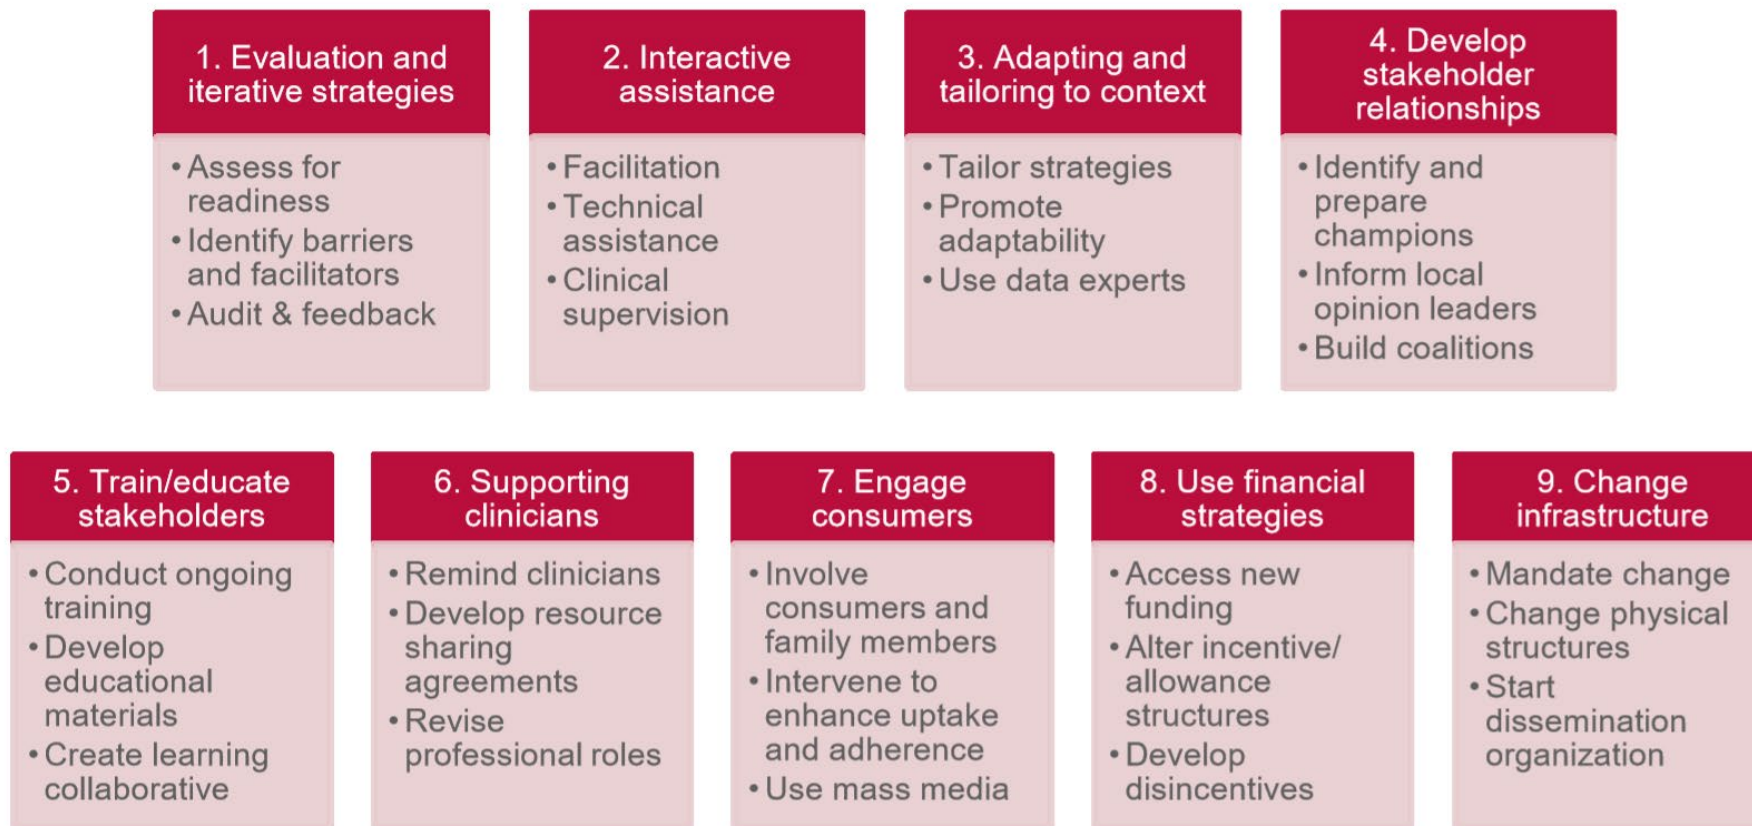 1. Evaluation and
iterative strategies
• Assess for
readiness
• Identify barriers
and facilitators
• Audit & feedback
2. Interactive
assistance
• Facilitation
• Technical
assistance
• Clinical
supervision
3. Adapting and
tailoring to context
• Tailor strategies
• Promote
adaptability
• Use data experts
4. Develop
stakeholder
relationships
• Identify and
prepare
champions
• Inform local
opinion leaders
• Build coalitions
5. Train/educate
stakeholders
• Conduct ongoing
training
• Develop
educational
materials
• Create learning
collaborative
6. Supporting
clinicians
• Remind clinicians
• Develop resource
sharing
agreements
• Revise
professional roles
7. Engage
consumers
• Involve
consumers and
family members
• Intervene to
enhance uptake
and adherence
• Use mass media
8. Use financial
strategies
• Access new
funding
• Alter incentive/
allowance
structures
• Develop
disincentives
9. Change
infrastructure
• Mandate change
• Change physical
structures
• Start
dissemination
organization